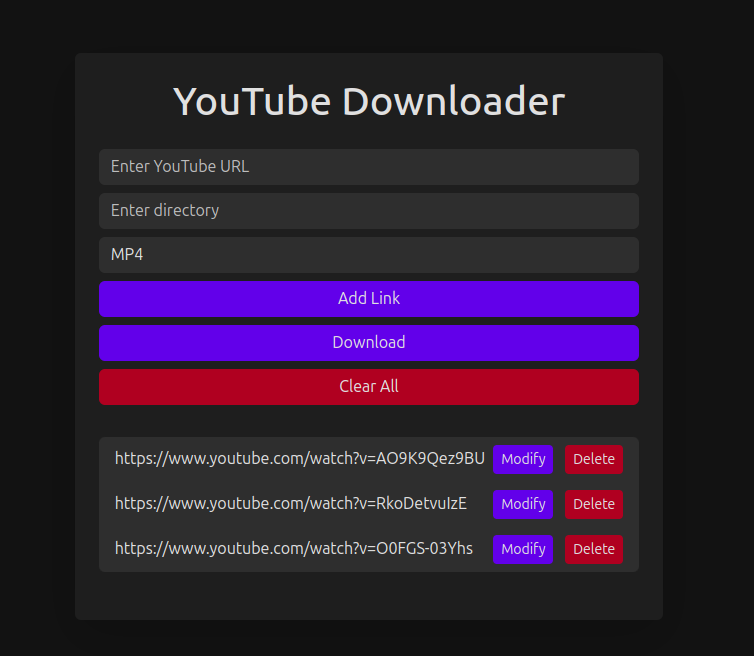 YouTube Downloader
Enter YouTube URL
Enter directory
MP4
Add Link
Download
Clear All
https://www.youtube.com/watch?v=AO9K9Qez9BU Modify Delete
https://www.youtube.com/watch?v=RkoDetvuIzE Modify Delete
https://www.youtube.com/watch?v=O0FGS-03Yhs Modify Delete